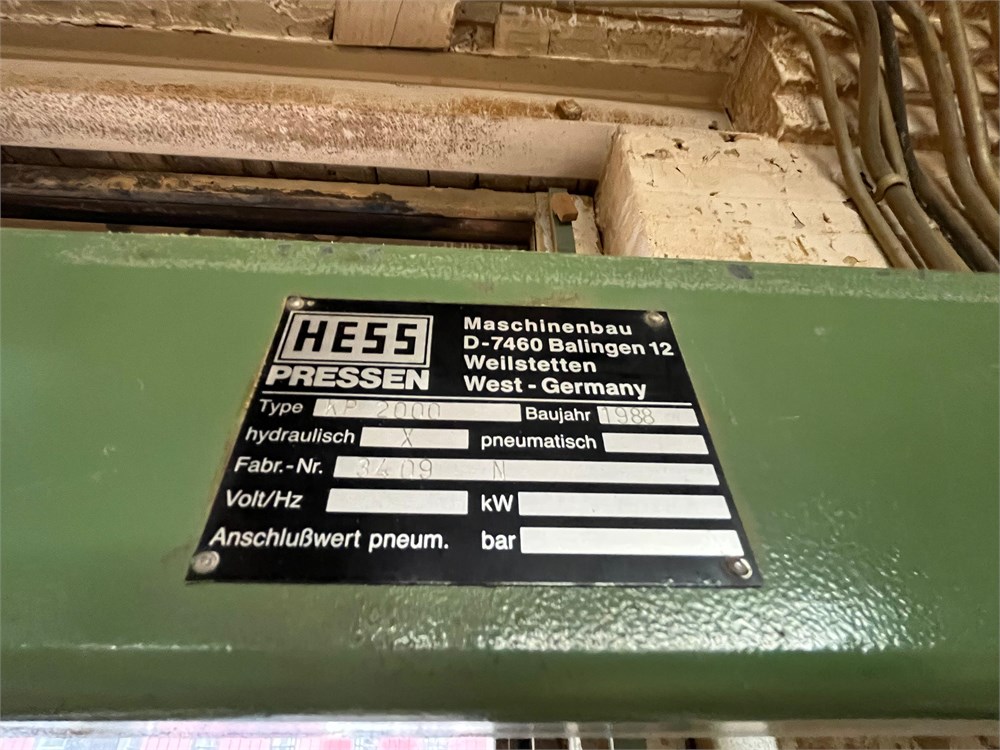 HESS
PRESSEN
Maschinenbau
D-7460 Balingen 12
Weilstetten
West - Germany
Type KP 2000 Baujahr 1988
hydraulisch X pneumatisch
Fabr.-Nr. 3409 N
Volt/Hz kW
Anschlußwert pneum. bar